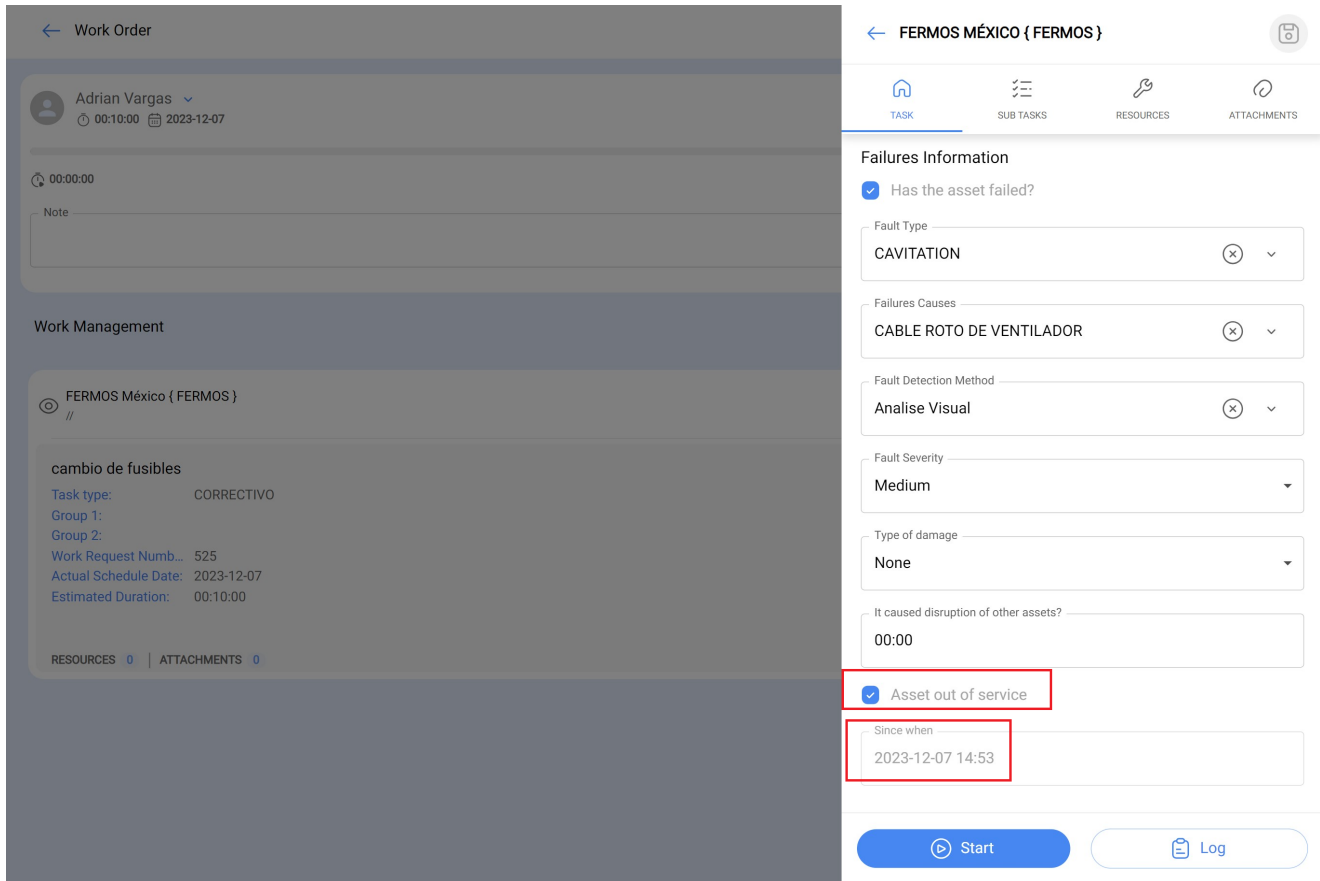 Work Order
Adrian Vargas
00:10:00 2023-12-07
00:00:00
Note
Work Management
FERMOS México { FERMOS }
//
cambio de fusibles
Task type: CORRECTIVO
Group 1:
Group 2:
Work Request Numb... 525
Actual Schedule Date: 2023-12-07
Estimated Duration: 00:10:00
RESOURCES 0 | ATTACHMENTS 0
FERMOS MÉXICO { FERMOS }
TASK SUB TASKS RESOURCES ATTACHMENTS
Failures Information
Has the asset failed?
Fault Type
CAVITATION
Failures Causes
CABLE ROTO DE VENTILADOR
Fault Detection Method
Analise Visual
Fault Severity
Medium
Type of damage
None
It caused disruption of other assets?
00:00
Asset out of service
Since when
2023-12-07 14:53
Start Log